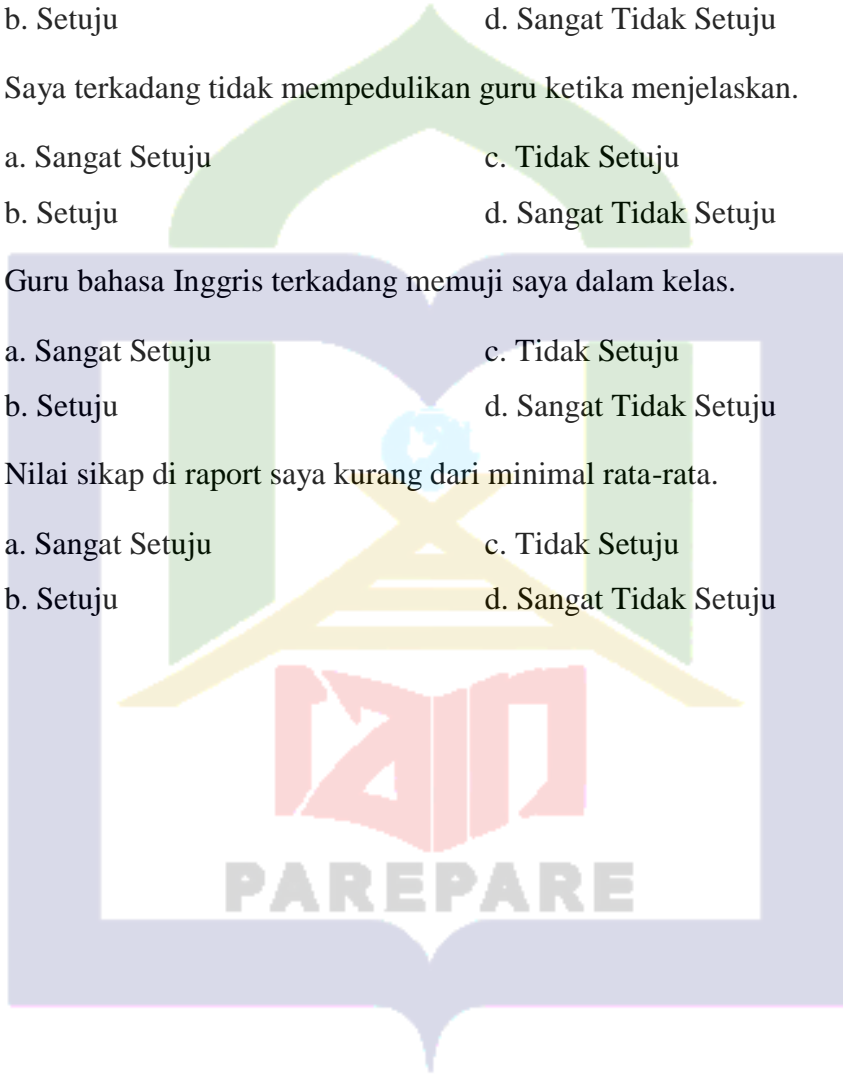 b. Setuju d. Sangat Tidak Setuju
Saya terkadang tidak mempedulikan guru ketika menjelaskan.
a. Sangat Setuju c. Tidak Setuju
b. Setuju d. Sangat Tidak Setuju
Guru bahasa Inggris terkadang memuji saya dalam kelas.
a. Sangat Setuju c. Tidak Setuju
b. Setuju d. Sangat Tidak Setuju
Nilai sikap di raport saya kurang dari minimal rata-rata.
a. Sangat Setuju c. Tidak Setuju
b. Setuju d. Sangat Tidak Setuju
iain
PAREPARE